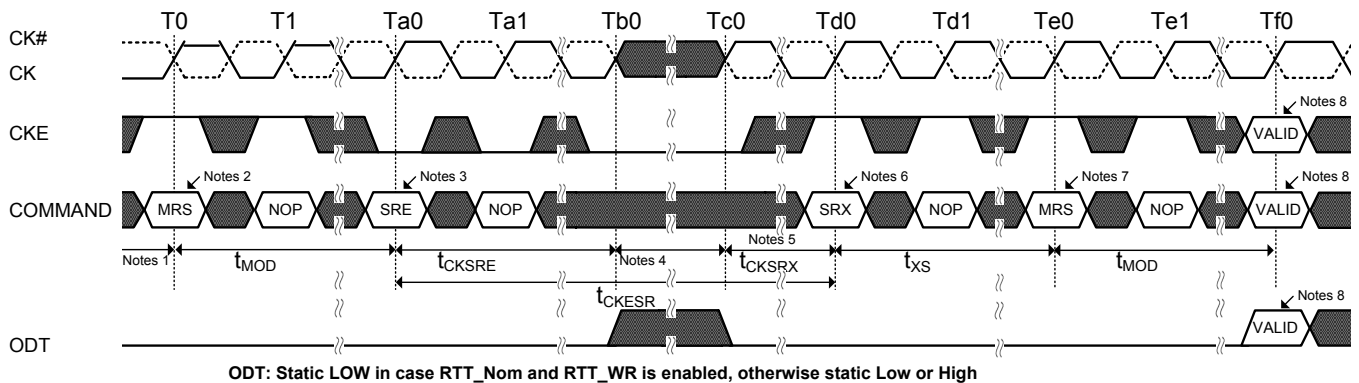 T0 T1 Ta0 Ta1 Tb0 Tc0 Td0 Td1 Te0 Te1 Tf0
CK#
CK
Notes 8
CKE
VALID
Notes 2 Notes 3 Notes 6 Notes 7 Notes 8
COMMAND MRS NOP SRE NOP SRX NOP MRS NOP VALID
Notes 1 tMOD tCKSRE Notes 4 Notes 5 tCKSRX tXS tMOD
tCKESR
Notes 8
ODT VALID
ODT: Static LOW in case RTT_Nom and RTT_WR is enabled, otherwise static Low or High